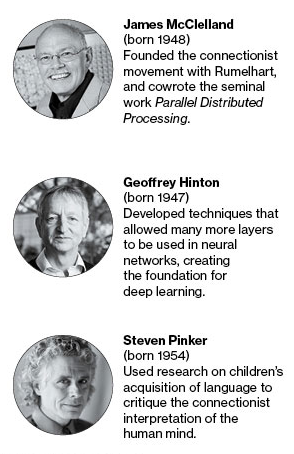 James McClelland
(born 1948)
Founded the connectionist
movement with Rumelhart,
and cowrote the seminal
work Parallel Distributed
Processing.
Geoffrey Hinton
(born 1947)
Developed techniques that
allowed many more layers
to be used in neural
networks, creating
the foundation for
deep learning.
Steven Pinker
(born 1954)
Used research on children’s
acquisition of language to
critique the connectionist
interpretation of the
human mind.